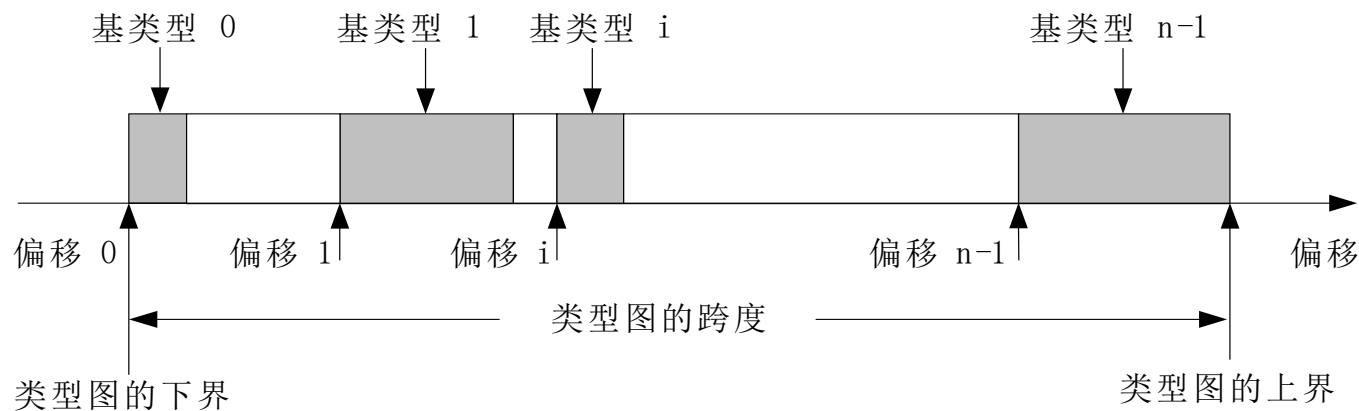 基类型 0 基类型 1 基类型 i 基类型 n-1
偏移 0 偏移 1 偏移 i 偏移 n-1 偏移
类型图的跨度
类型图的下界 类型图的上界